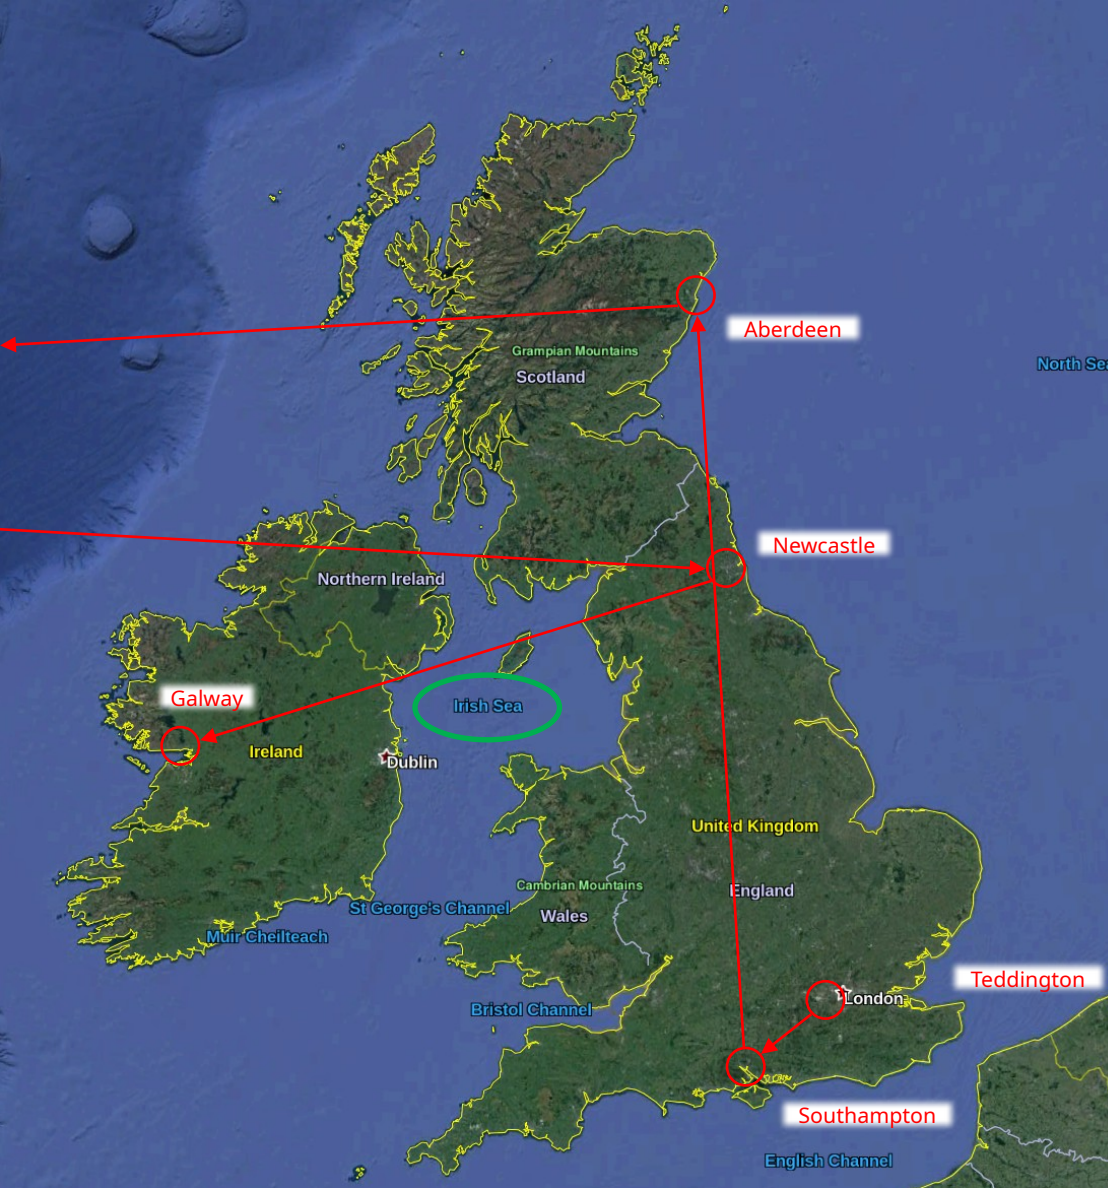 Aberdeen
North Sea
Grampian Mountains
Scotland
Newcastle
Northern Ireland
Galway
Irish Sea
Ireland
Dublin
United Kingdom
Cambrian Mountains
England
St George's Channel
Wales
Muir Cheilteach
Teddington
London
Bristol Channel
Southampton
English Channel